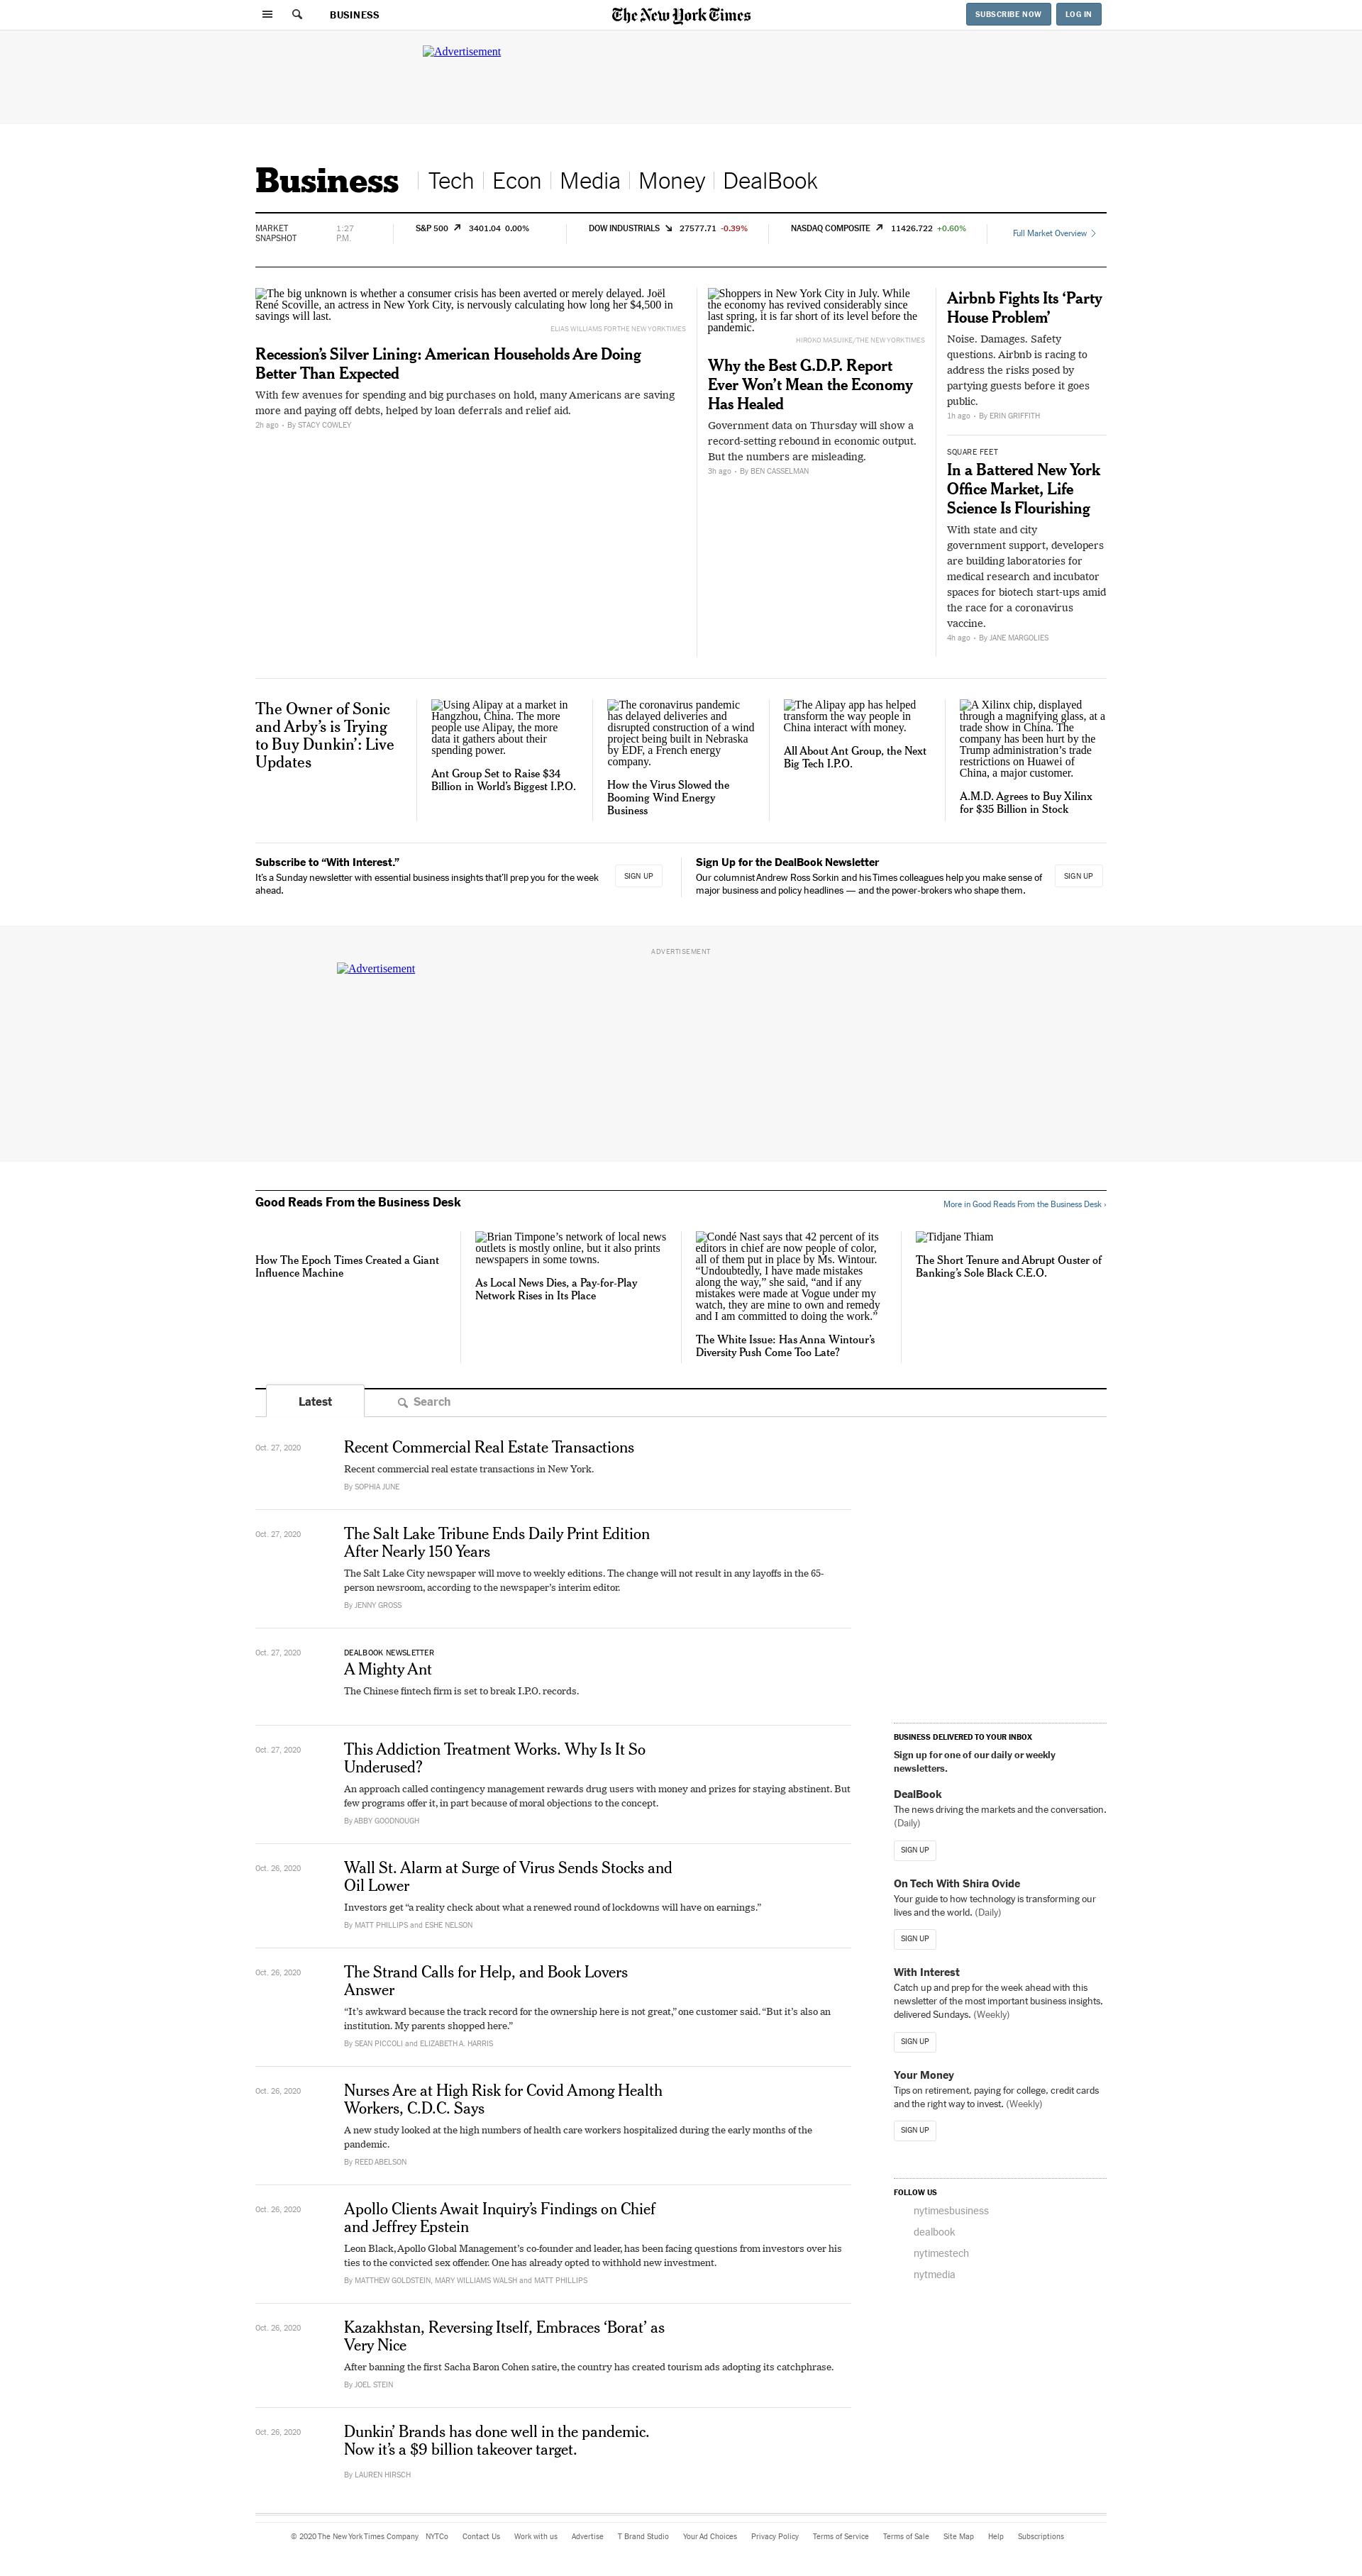 BUSINESS
The New York Times
SUBSCRIBE NOW
LOG IN
Advertisement
Business
Tech
Econ
Media
Money
DealBook
MARKET
SNAPSHOT
1:27
P.M.
S&P 500 3401.04 0.00%
DOW INDUSTRIALS 27577.71 -0.39%
NASDAQ COMPOSITE 11426.722 +0.60%
Full Market Overview
The big unknown is whether a consumer crisis has been averted or merely delayed. Joël
René Scoville, an actress in New York City, is nervously calculating how long her $4,500 in
savings will last.
ELIAS WILLIAMS FOR THE NEW YORK TIMES
Recession’s Silver Lining: American Households Are Doing
Better Than Expected
With few avenues for spending and big purchases on hold, many Americans are saving
more and paying off debts, helped by loan deferrals and relief aid.
2h ago • By STACY COWLEY
Shoppers in New York City in July. While
the economy has revived considerably since
last spring, it is far short of its level before the
pandemic.
HIROKO MASUIKE/THE NEW YORK TIMES
Why the Best G.D.P. Report
Ever Won’t Mean the Economy
Has Healed
Government data on Thursday will show a
record-setting rebound in economic output.
But the numbers are misleading.
3h ago • By BEN CASSELMAN
Airbnb Fights Its ‘Party
House Problem’
Noise. Damages. Safety
questions. Airbnb is racing to
address the risks posed by
partying guests before it goes
public.
1h ago • By ERIN GRIFFITH
SQUARE FEET
In a Battered New York
Office Market, Life
Science Is Flourishing
With state and city
government support, developers
are building laboratories for
medical research and incubator
spaces for biotech start-ups amid
the race for a coronavirus
vaccine.
4h ago • By JANE MARGOLIES
The Owner of Sonic
and Arby’s is Trying
to Buy Dunkin’: Live
Updates
Using Alipay at a market in
Hangzhou, China. The more
people use Alipay, the more
data it gathers about their
spending power.
Ant Group Set to Raise $34
Billion in World’s Biggest I.P.O.
The coronavirus pandemic
has delayed deliveries and
disrupted construction of a wind
project being built in Nebraska
by EDF, a French energy
company.
How the Virus Slowed the
Booming Wind Energy
Business
The Alipay app has helped
transform the way people in
China interact with money.
All About Ant Group, the Next
Big Tech I.P.O.
A Xilinx chip, displayed
through a magnifying glass, at a
trade show in China. The
company has been hurt by the
Trump administration’s trade
restrictions on Huawei of
China, a major customer.
A.M.D. Agrees to Buy Xilinx
for $35 Billion in Stock
Subscribe to “With Interest.”
It’s a Sunday newsletter with essential business insights that’ll prep you for the week
ahead.
SIGN UP
Sign Up for the DealBook Newsletter
Our columnist Andrew Ross Sorkin and his Times colleagues help you make sense of
major business and policy headlines — and the power-brokers who shape them.
SIGN UP
ADVERTISEMENT
Advertisement
Good Reads From the Business Desk
More in Good Reads From the Business Desk ›
How The Epoch Times Created a Giant
Influence Machine
Brian Timpone’s network of local news
outlets is mostly online, but it also prints
newspapers in some towns.
As Local News Dies, a Pay-for-Play
Network Rises in Its Place
Condé Nast says that 42 percent of its
editors in chief are now people of color,
all of them put in place by Ms. Wintour.
“Undoubtedly, I have made mistakes
along the way,” she said, “and if any
mistakes were made at Vogue under my
watch, they are mine to own and remedy
and I am committed to doing the work.”
The White Issue: Has Anna Wintour’s
Diversity Push Come Too Late?
Tidjane Thiam
The Short Tenure and Abrupt Ouster of
Banking’s Sole Black C.E.O.
Latest
Search
Oct. 27, 2020
Recent Commercial Real Estate Transactions
Recent commercial real estate transactions in New York.
By SOPHIA JUNE
Oct. 27, 2020
The Salt Lake Tribune Ends Daily Print Edition
After Nearly 150 Years
The Salt Lake City newspaper will move to weekly editions. The change will not result in any layoffs in the 65-
person newsroom, according to the newspaper’s interim editor.
By JENNY GROSS
Oct. 27, 2020
DEALBOOK NEWSLETTER
A Mighty Ant
The Chinese fintech firm is set to break I.P.O. records.
Oct. 27, 2020
This Addiction Treatment Works. Why Is It So
Underused?
An approach called contingency management rewards drug users with money and prizes for staying abstinent. But
few programs offer it, in part because of moral objections to the concept.
By ABBY GOODNOUGH
Oct. 26, 2020
Wall St. Alarm at Surge of Virus Sends Stocks and
Oil Lower
Investors get “a reality check about what a renewed round of lockdowns will have on earnings.”
By MATT PHILLIPS and ESHE NELSON
Oct. 26, 2020
The Strand Calls for Help, and Book Lovers
Answer
“It’s awkward because the track record for the ownership here is not great,” one customer said. “But it’s also an
institution. My parents shopped here.”
By SEAN PICCOLI and ELIZABETH A. HARRIS
Oct. 26, 2020
Nurses Are at High Risk for Covid Among Health
Workers, C.D.C. Says
A new study looked at the high numbers of health care workers hospitalized during the early months of the
pandemic.
By REED ABELSON
Oct. 26, 2020
Apollo Clients Await Inquiry’s Findings on Chief
and Jeffrey Epstein
Leon Black, Apollo Global Management’s co-founder and leader, has been facing questions from investors over his
ties to the convicted sex offender. One has already opted to withhold new investment.
By MATTHEW GOLDSTEIN, MARY WILLIAMS WALSH and MATT PHILLIPS
Oct. 26, 2020
Kazakhstan, Reversing Itself, Embraces ‘Borat’ as
Very Nice
After banning the first Sacha Baron Cohen satire, the country has created tourism ads adopting its catchphrase.
By JOEL STEIN
Oct. 26, 2020
Dunkin’ Brands has done well in the pandemic.
Now it’s a $9 billion takeover target.
By LAUREN HIRSCH
BUSINESS DELIVERED TO YOUR INBOX
Sign up for one of our daily or weekly
newsletters.
DealBook
The news driving the markets and the conversation.
(Daily)
SIGN UP
On Tech With Shira Ovide
Your guide to how technology is transforming our
lives and the world. (Daily)
SIGN UP
With Interest
Catch up and prep for the week ahead with this
newsletter of the most important business insights,
delivered Sundays. (Weekly)
SIGN UP
Your Money
Tips on retirement, paying for college, credit cards
and the right way to invest. (Weekly)
SIGN UP
FOLLOW US
nytimesbusiness
dealbook
nytimestech
nytmedia
© 2020 The New York Times Company NYTCo Contact Us Work with us Advertise T Brand Studio Your Ad Choices Privacy Policy Terms of Service Terms of Sale Site Map Help Subscriptions